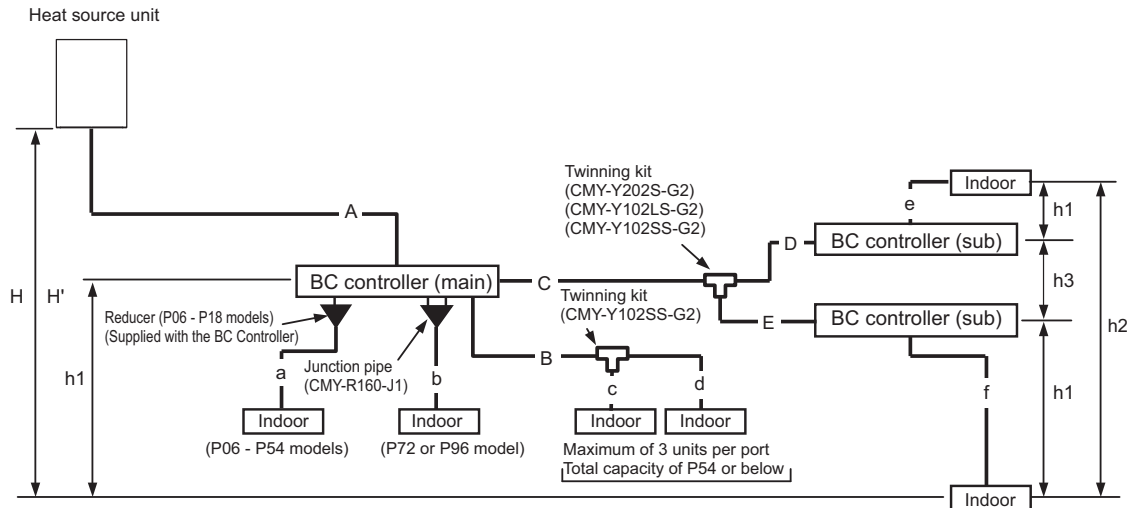 Heat source unit
H
H'
h1
A
BC controller (main)
Reducer (P06 - P18 models)
(Supplied with the BC Controller)
Junction pipe
(CMY-R160-J1)
a
b
Indoor
(P06 - P54 models)
Indoor
(P72 or P96 model)
B
C
Twinning kit
(CMY-Y102SS-G2)
c
d
Indoor
Indoor
Maximum of 3 units per port
Total capacity of P54 or below
Twinning kit
(CMY-Y202S-G2)
(CMY-Y102LS-G2)
(CMY-Y102SS-G2)
D
E
e
Indoor
BC controller (sub)
BC controller (sub)
f
Indoor
h1
h3
h1
h2